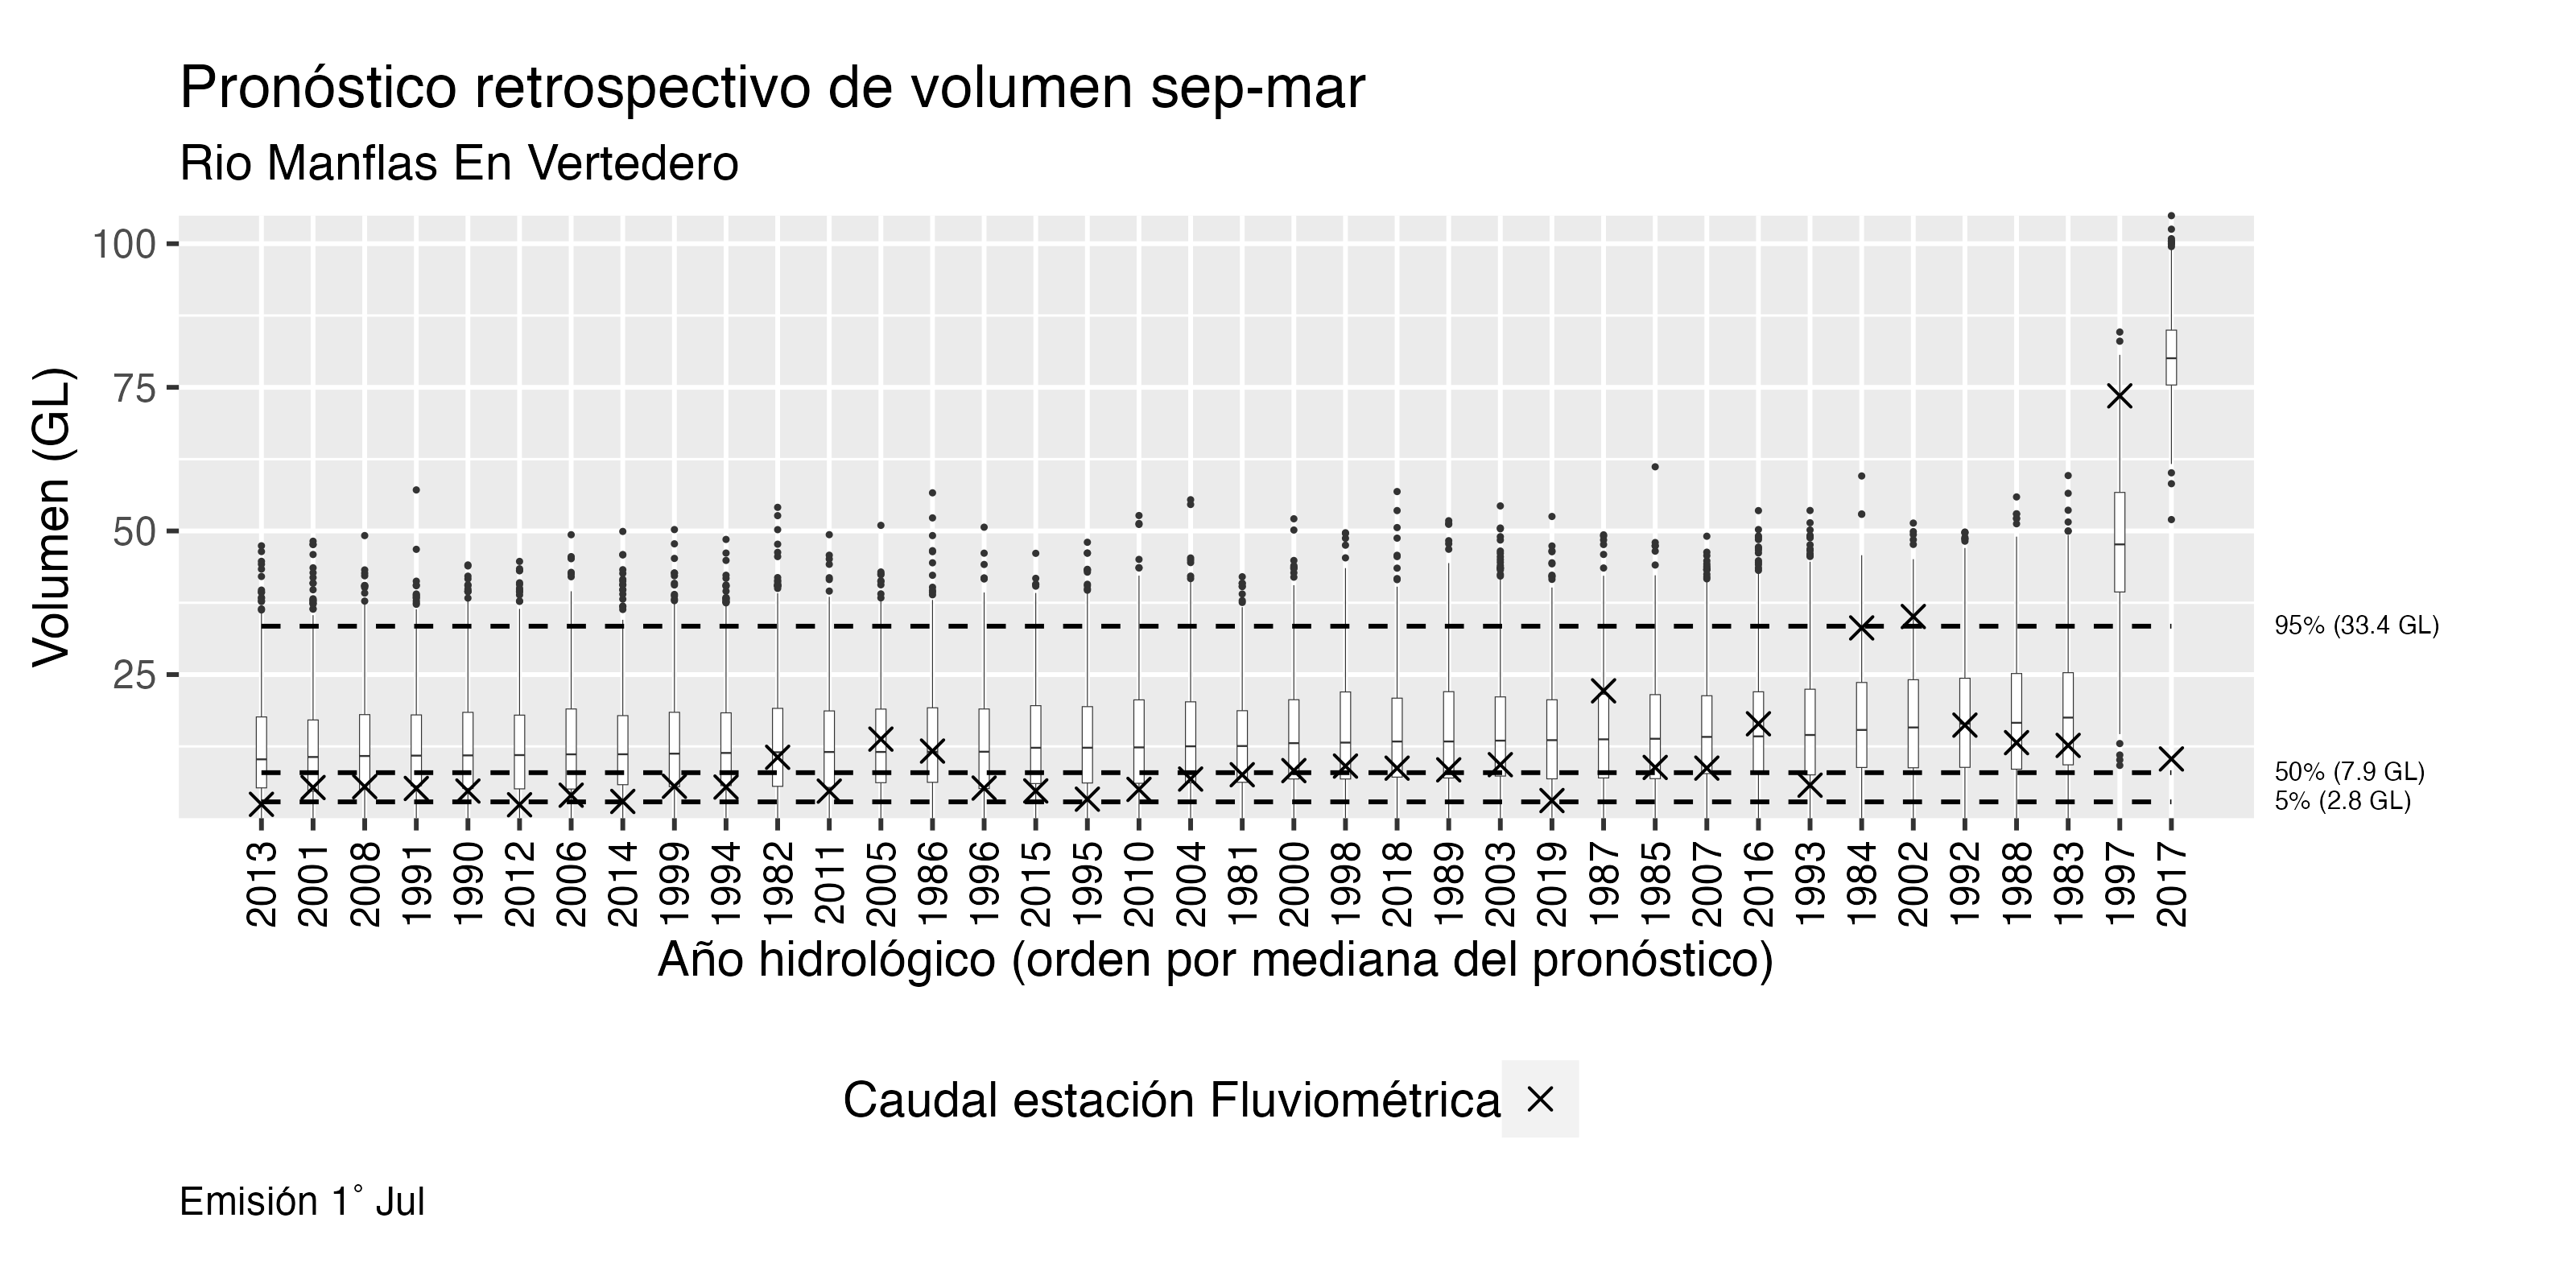 Pronóstico retrospectivo de volumen sep-mar
Rio Manflas En Vertedero
Volumen (GL)
100
75
50
25
95% (33.4 GL)
50% (7.9 GL)
5% (2.8 GL)
2013 2001 2008 1991 1990 2012 2006 2014 1999 1994 1982 2011 2005 1986 1996 2015 1995 2010 2004 1981 2000 1998 2018 1989 2003 2019 1987 1985 2007 2016 1993 1984 2002 1992 1988 1983 1997 2017
Año hidrológico (orden por mediana del pronóstico)
Caudal estación Fluviométrica
Emisión 1° Jul